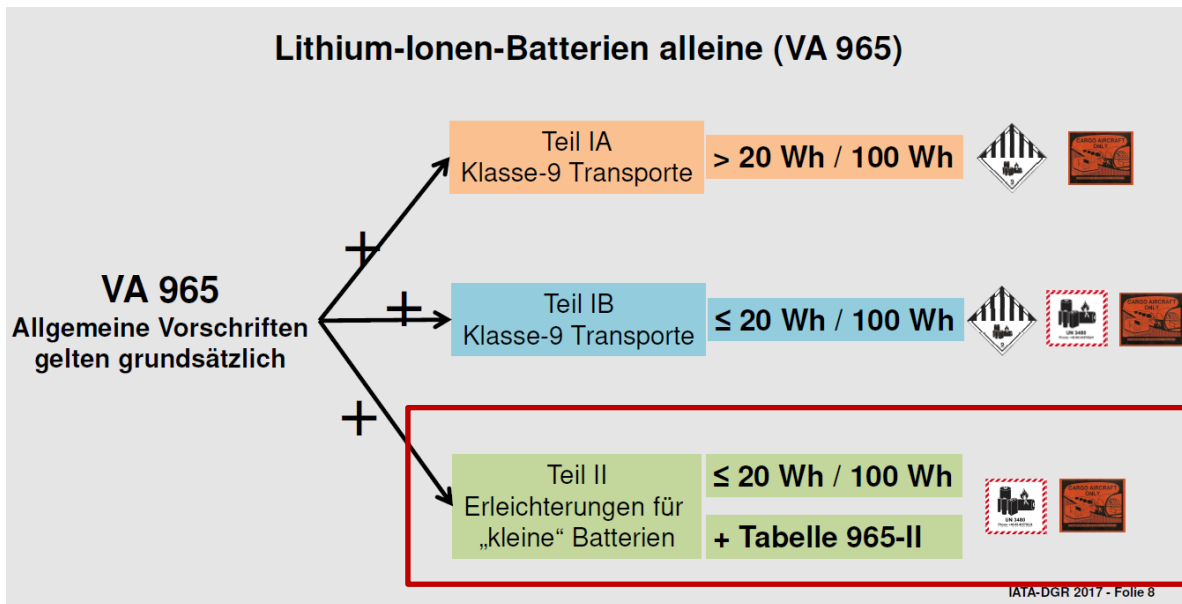 Lithium-Ionen-Batterien alleine (VA 965)
Teil IA
Klasse-9 Transporte
> 20 Wh / 100 Wh
CARGO AIRCRAFT
ONLY
9
+
VA 965
Allgemeine Vorschriften
gelten grundsätzlich
+
Teil IB
Klasse-9 Transporte
≤ 20 Wh / 100 Wh
9
UN 3480
CARGO AIRCRAFT
ONLY
+
Teil II
Erleichterungen für
„kleine“ Batterien
≤ 20 Wh / 100 Wh
+ Tabelle 965-II
UN 3480
CARGO AIRCRAFT
ONLY
IATA-DGR 2017 - Folie 8